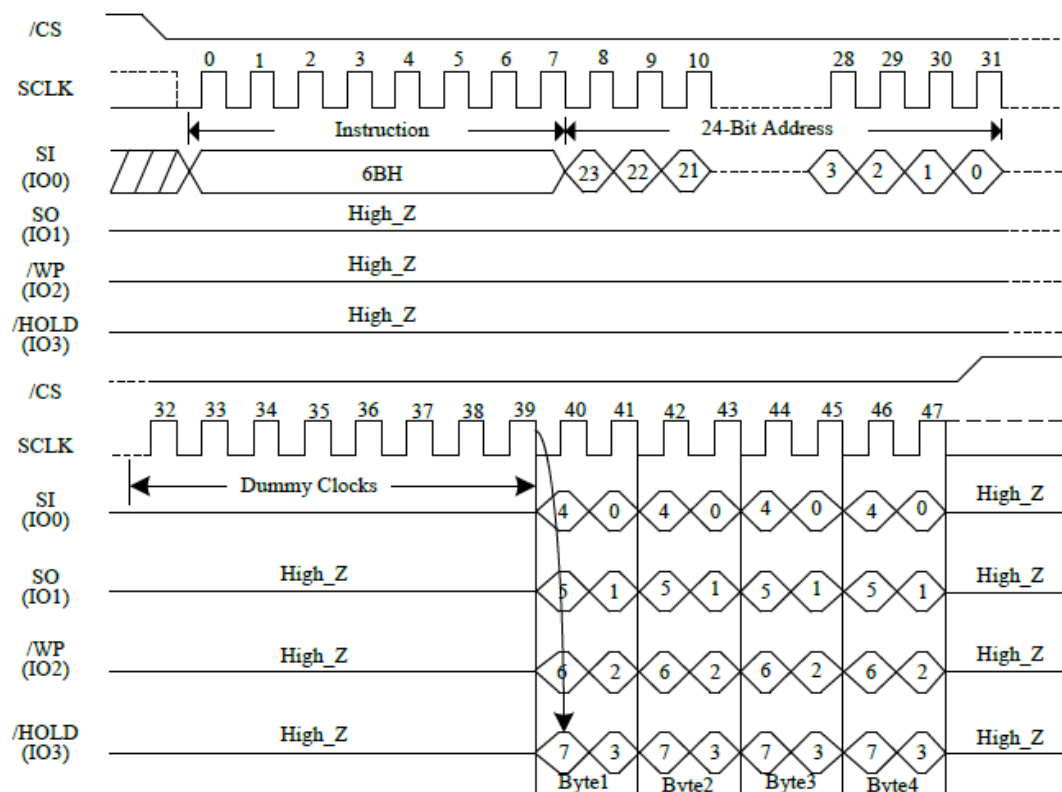 /CS
0 1 2 3 4 5 6 7 8 9 10 28 29 30 31
SCLK
Instruction 24-Bit Address
SI
(IO0)
6BH 23 22 21 3 2 1 0
SO
(IO1)
High_Z
/WP
(IO2)
High_Z
/HOLD
(IO3)
High_Z
/CS
32 33 34 35 36 37 38 39 40 41 42 43 44 45 46 47
SCLK
Dummy Clocks
SI
(IO0)
4 0 4 0 4 0 4 0 High_Z
SO
(IO1)
High_Z 5 1 5 1 5 1 5 1 High_Z
/WP
(IO2)
High_Z 6 2 6 2 6 2 6 2 High_Z
/HOLD
(IO3)
High_Z 7 3 7 3 7 3 7 3 High_Z
Byte1 Byte2 Byte3 Byte4